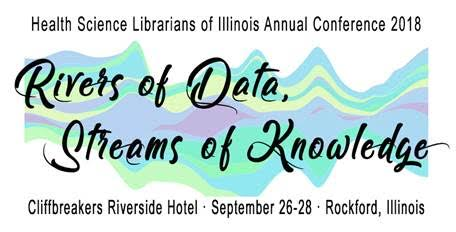 Health Science Librarians of Illinois Annual Conference 2018
Rivers of Data,
Streams of Knowledge
Cliffbreakers Riverside Hotel · September 26-28 · Rockford, Illinois